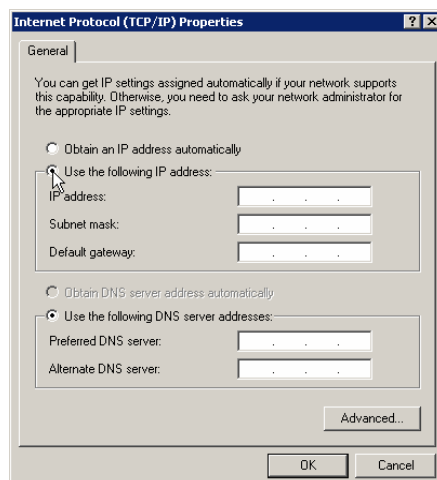 Internet Protocol (TCP/IP) Properties
General
You can get IP settings assigned automatically if your network supports
this capability. Otherwise, you need to ask your network administrator for
the appropriate IP settings.
Obtain an IP address automatically
Use the following IP address:
IP address:
Subnet mask:
Default gateway:
Obtain DNS server address automatically
Use the following DNS server addresses:
Preferred DNS server:
Alternate DNS server:
Advanced...
OK
Cancel